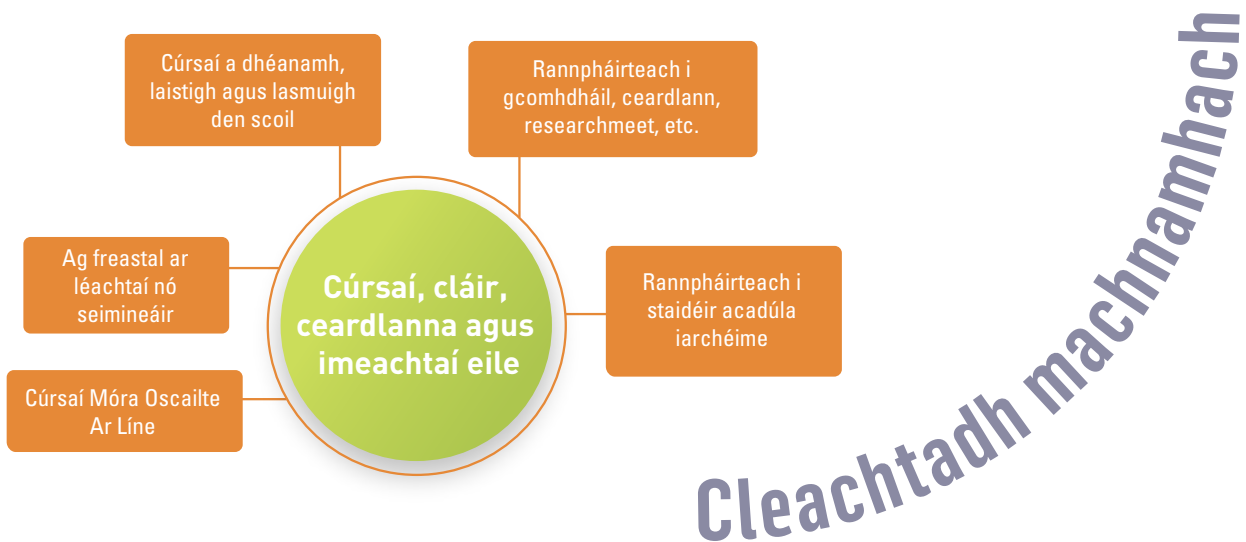 Cúrsaí a dhéanamh,
laistigh agus lasmuigh
den scoil
Rannpháirteach i
gcomhdháil, ceardlann,
researchmeet, etc.
Ag freastal ar
léachtaí nó
seimineáir
Cúrsaí, cláir,
ceardlanna agus
imeachtaí eile
Rannpháirteach i
staidéir acadúla
iarchéime
Cúrsaí Móra Oscailte
Ar Líne
Cleachtadh machnamhach